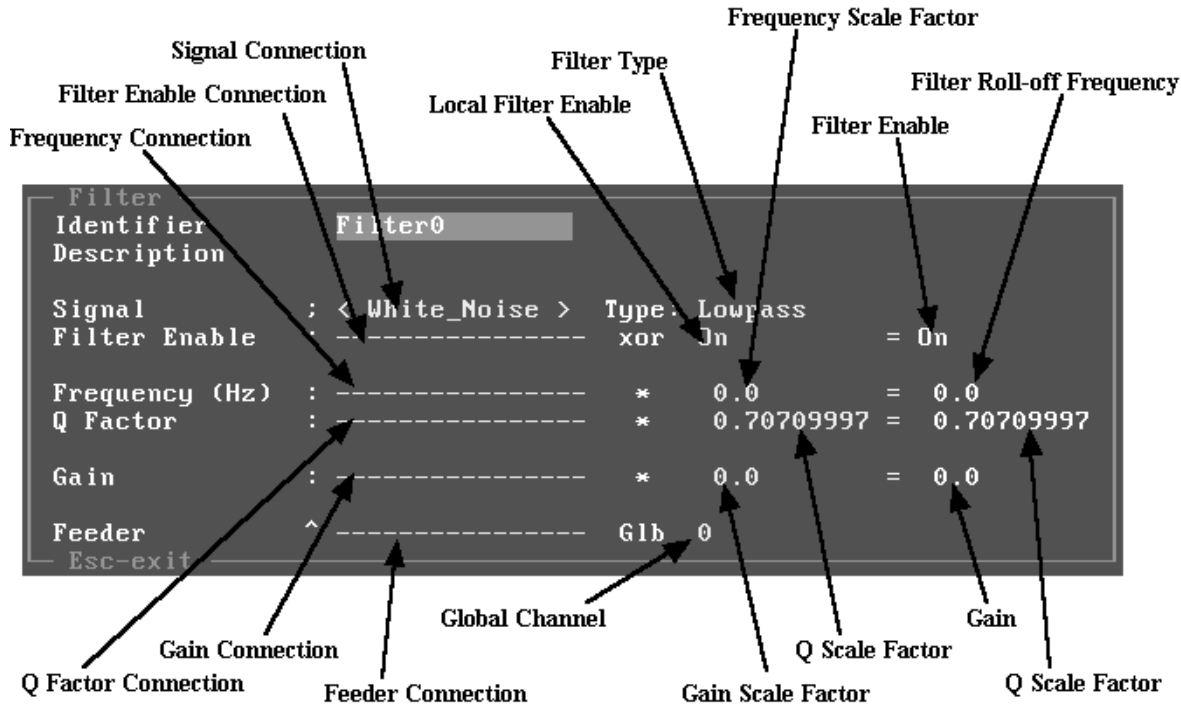 Frequency Scale Factor
Signal Connection
Filter Type
Filter Enable Connection
Local Filter Enable
Filter Roll-off Frequency
Frequency Connection
Filter Enable
Filter
Identifier Filter0
Description
Signal : < White_Noise > Type: Lowpass
Filter Enable : ---------------- xor On = On
Frequency (Hz) : ---------------- * 0.0 = 0.0
Q Factor : ---------------- * 0.70709997 = 0.70709997
Gain : ---------------- * 0.0 = 0.0
Feeder ^ ---------------- Glb 0
Esc-exit
Global Channel
Gain
Gain Connection
Q Scale Factor
Q Factor Connection
Feeder Connection
Gain Scale Factor
Q Scale Factor